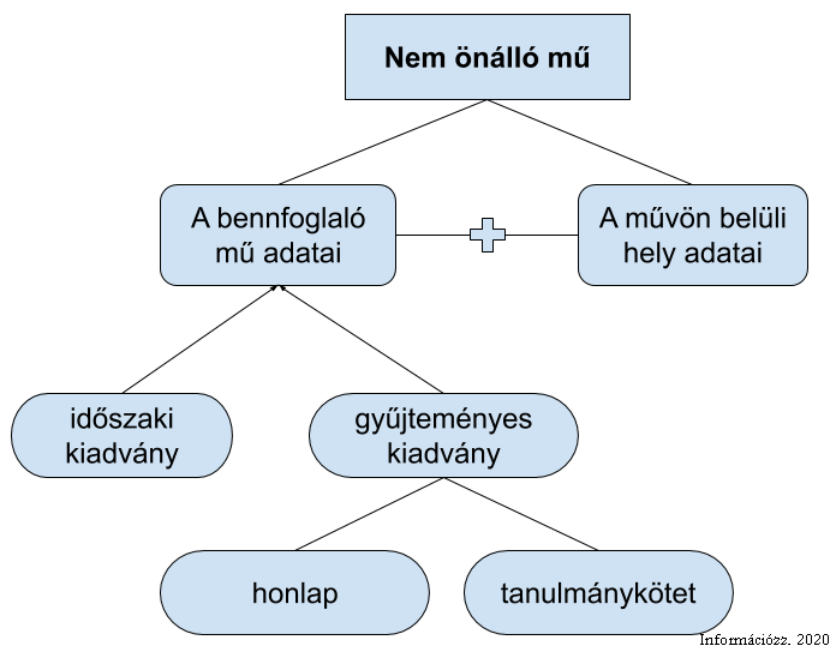 Nem önálló mű
A bennfoglaló
mű adatai
A művön belüli
hely adatai
időszaki
kiadvány
gyűjteményes
kiadvány
honlap
tanulmánykötet
Információzz, 2020